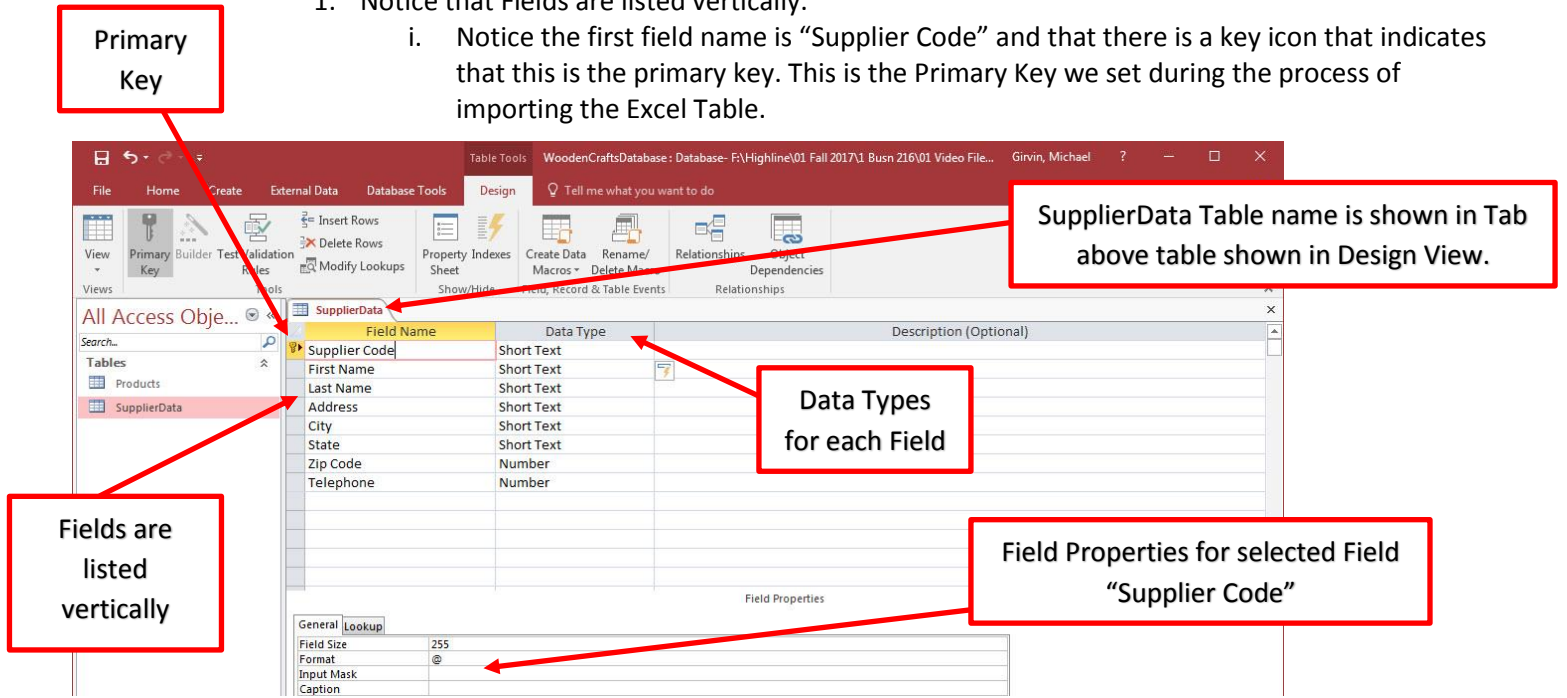 1. Notice that Fields are listed vertically.
i. Notice the first field name is “Supplier Code” and that there is a key icon that indicates
that this is the primary key. This is the Primary Key we set during the process of
importing the Excel Table.
Primary
Key
Table Tools WoodenCraftsDatabase : Database- F:\Highline\01 Fall 2017\1 Busn 216\01 Video File... Girvin, Michael ?
File Home Create External Data Database Tools Design Tell me what you want to do
SupplierData Table name is shown in Tab
above table shown in Design View.
View
Primary
Key
Builder
Test Validation
Rules
Insert Rows
Delete Rows
Modify Lookups
Property
Sheet
Indexes
Create Data
Macros
Rename/
Delete Macro
Relationships
Object
Dependencies
Views Tools Show/Hide Field, Record & Table Events Relationships
All Access Obje...
Search...
Tables
Products
SupplierData
SupplierData
Field Name Data Type Description (Optional)
Supplier Code Short Text
First Name Short Text
Last Name Short Text
Address Short Text
City Short Text
State Short Text
Zip Code Number
Telephone Number
Data Types
for each Field
Fields are
listed
vertically
Field Properties for selected Field
“Supplier Code”
Field Properties
General Lookup
Field Size 255
Format @
Input Mask
Caption